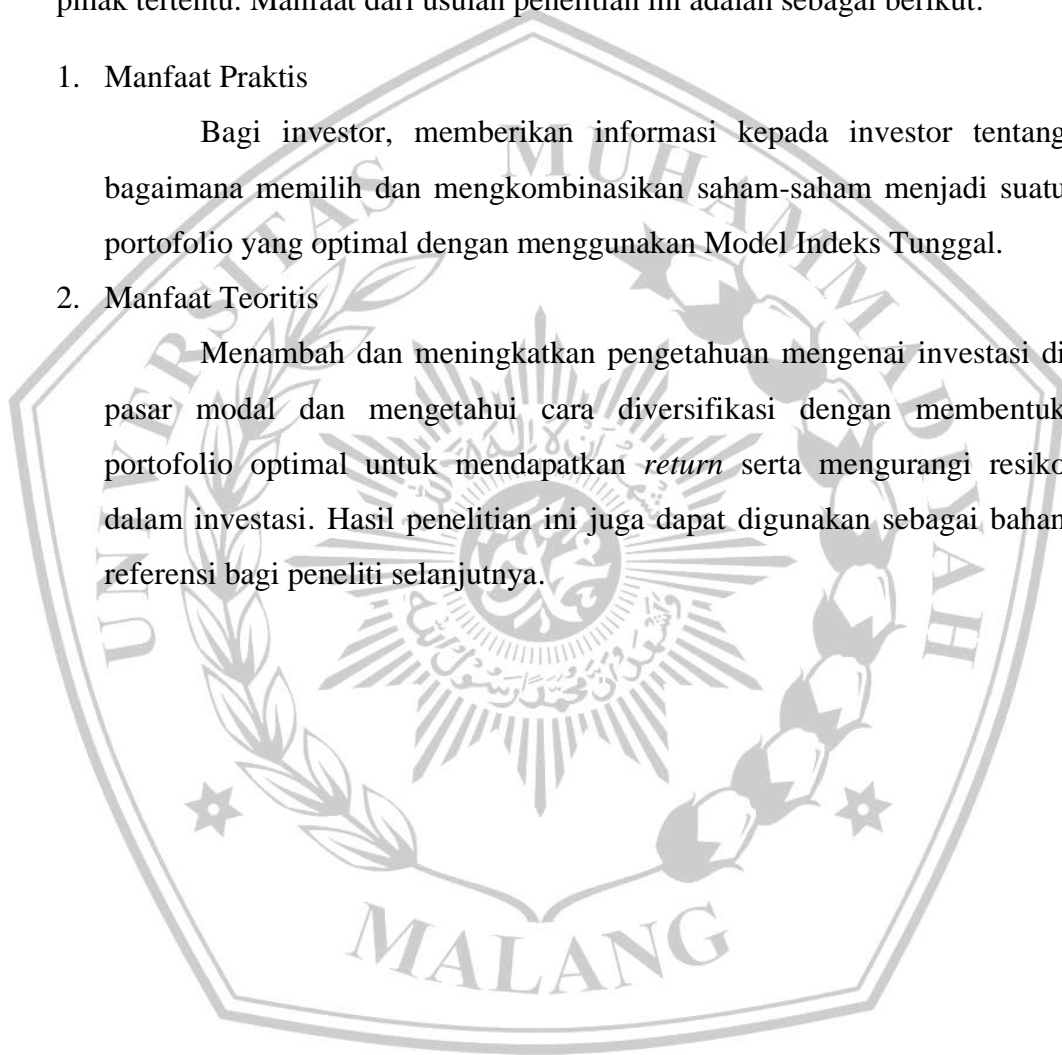 pihak tertentu. Manfaat dari usulan penelitian ini adalah sebagai berikut.
1. Manfaat Praktis
Bagi investor, memberikan informasi kepada investor tentang
bagaimana memilih dan mengkombinasikan saham-saham menjadi suatu
portofolio yang optimal dengan menggunakan Model Indeks Tunggal.
2. Manfaat Teoritis
Menambah dan meningkatkan pengetahuan mengenai investasi di
pasar modal dan mengetahui cara diversifikasi dengan membentuk
portofolio optimal untuk mendapatkan return serta mengurangi resiko
dalam investasi. Hasil penelitian ini juga dapat digunakan sebagai bahan
referensi bagi peneliti selanjutnya.
UNIVERSITAS MUHAMMADIYAH
MALANG